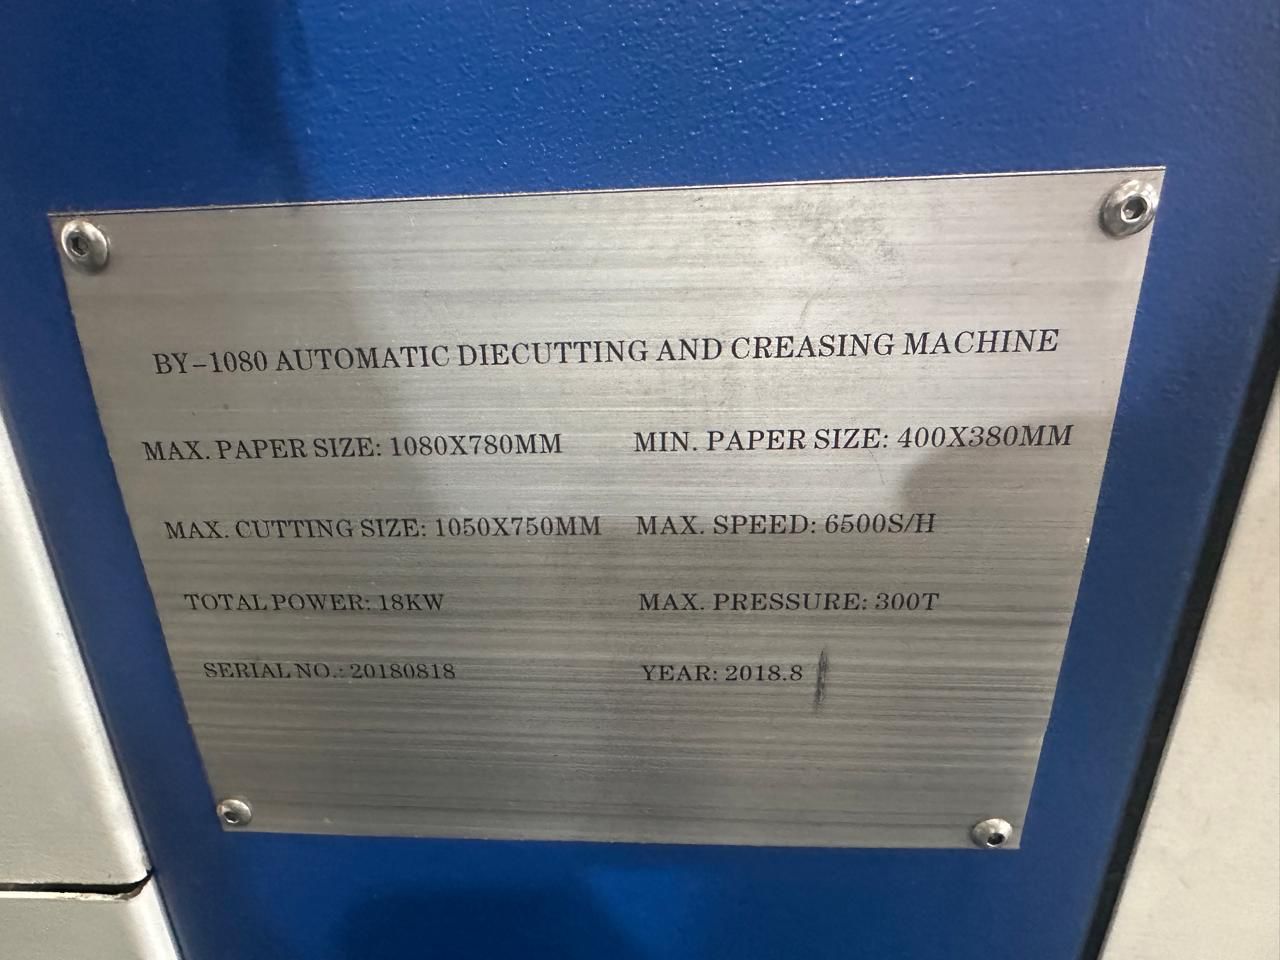 BY-1080 AUTOMATIC DIECUTTING AND CREASING MACHINE
MAX. PAPER SIZE: 1080X780MM MIN. PAPER SIZE: 400X380MM
MAX. CUTTING SIZE: 1050X750MM MAX. SPEED: 6500S/H
TOTAL POWER: 18KW MAX. PRESSURE: 300T
SERIAL NO.: 20180818 YEAR: 2018.8